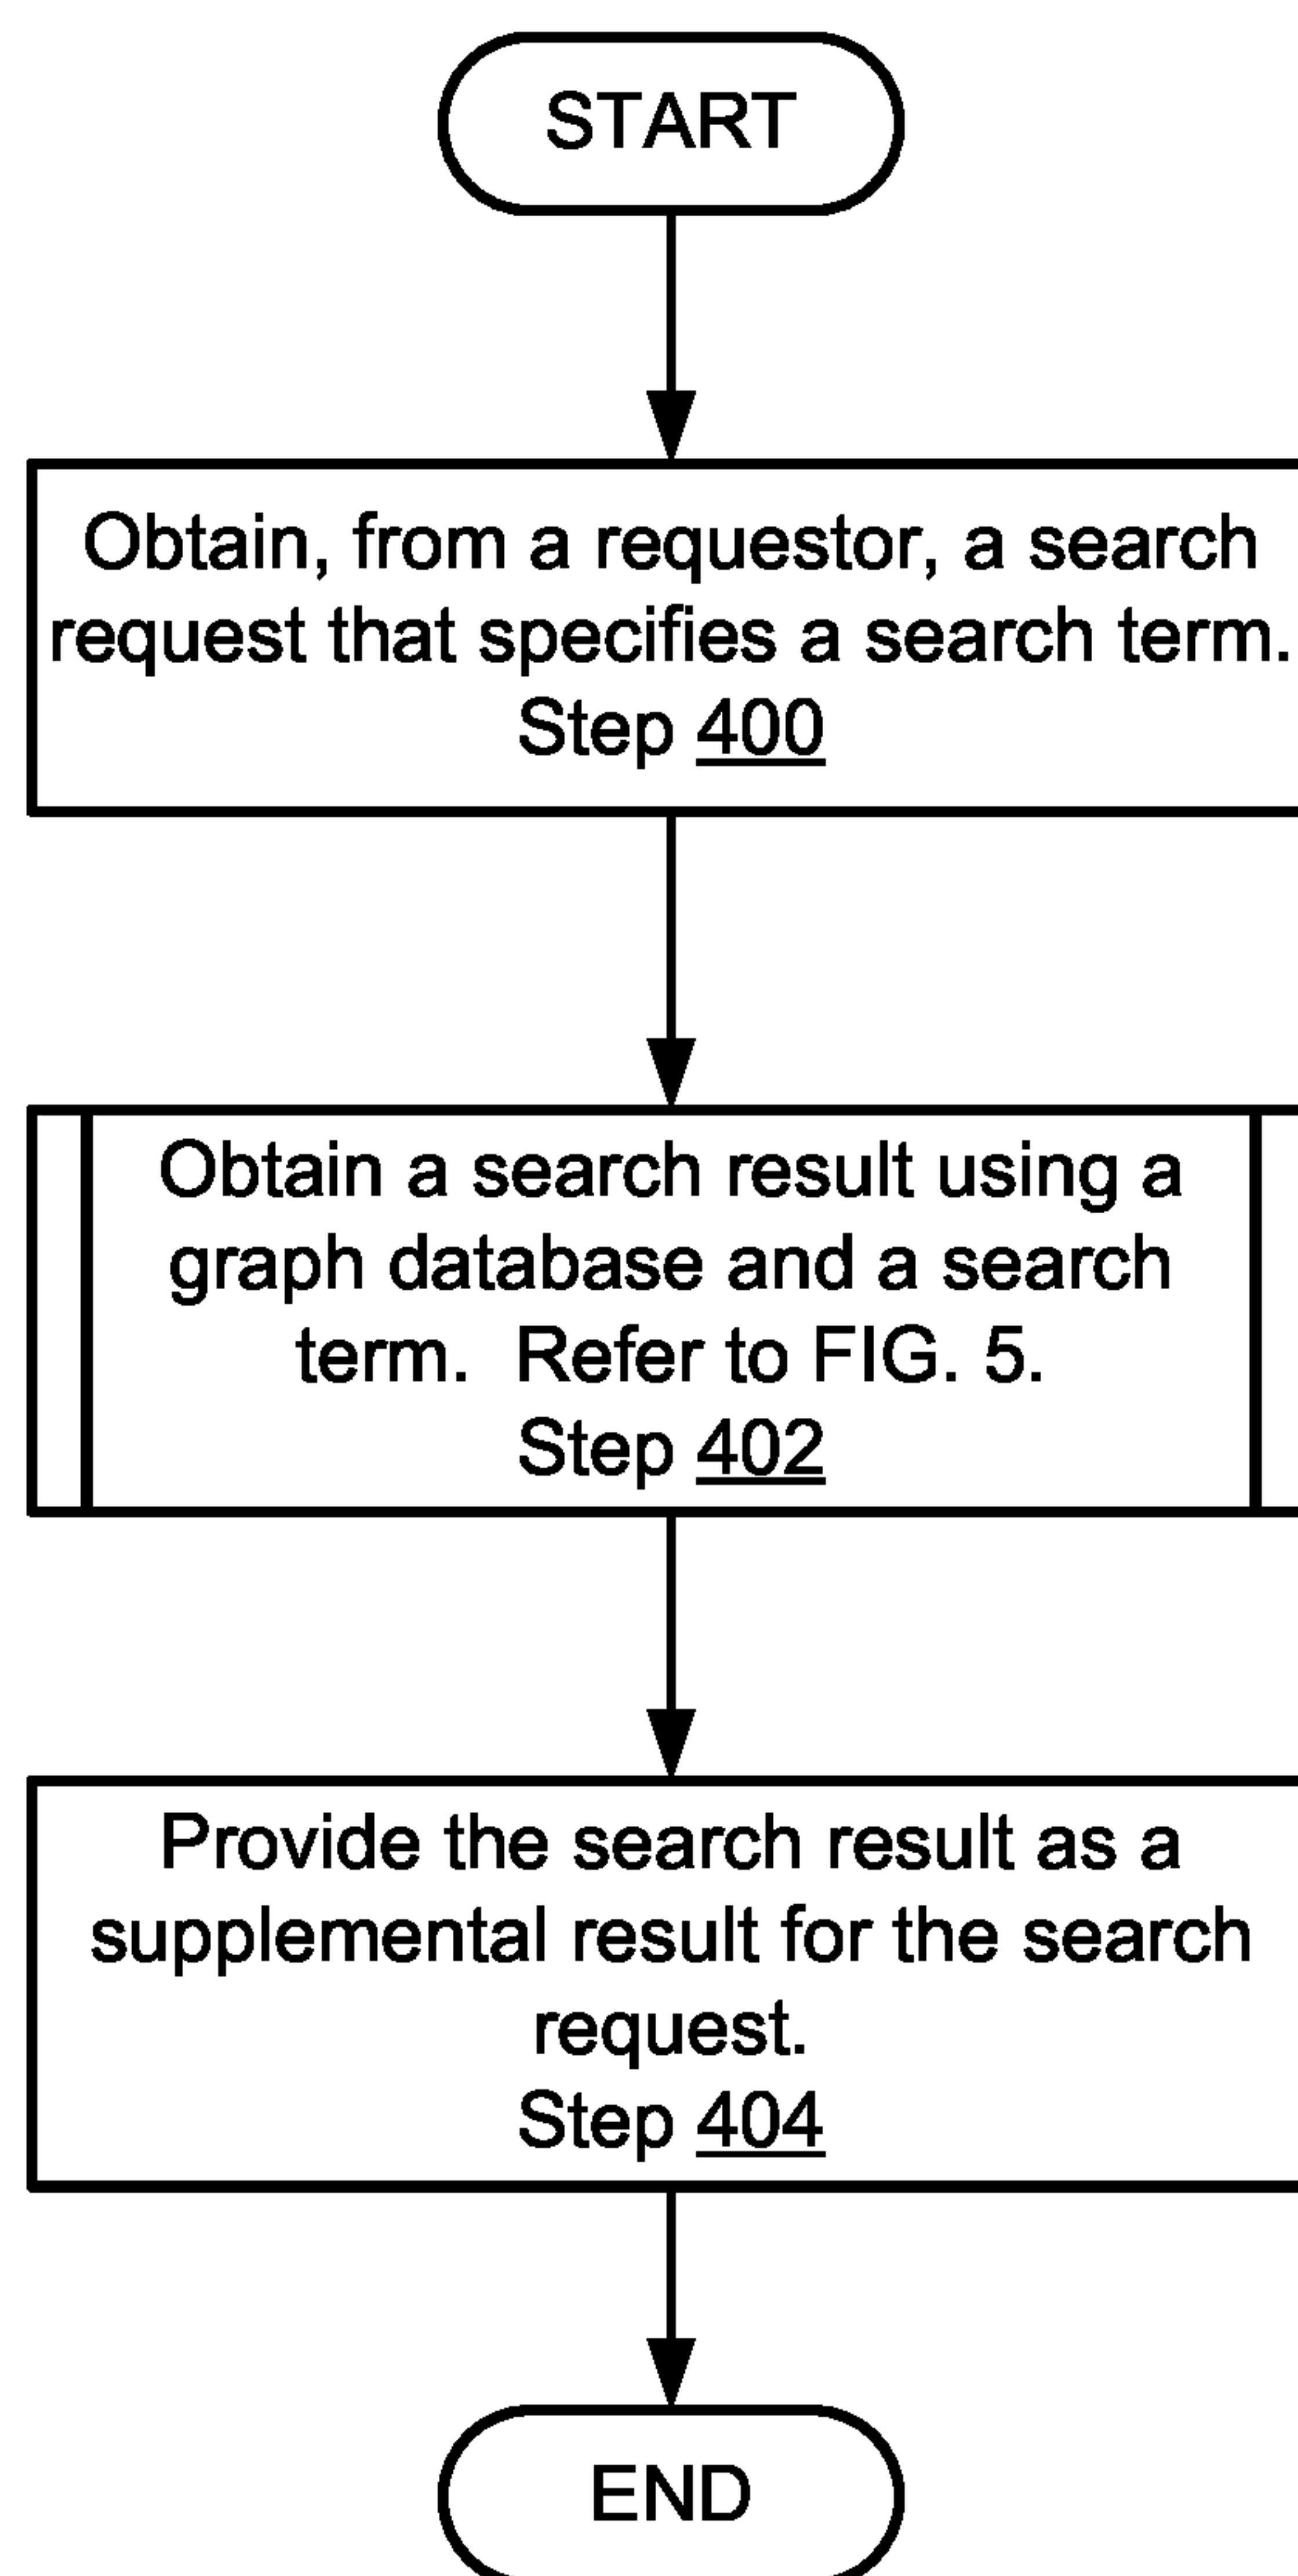 START
Obtain, from a requestor, a search
request that specifies a search term.
Step 400
Obtain a search result using a
graph database and a search
term.  Refer to FIG. 5.
Step 402
Provide the search result as a
supplemental result for the search
request.
Step 404
END